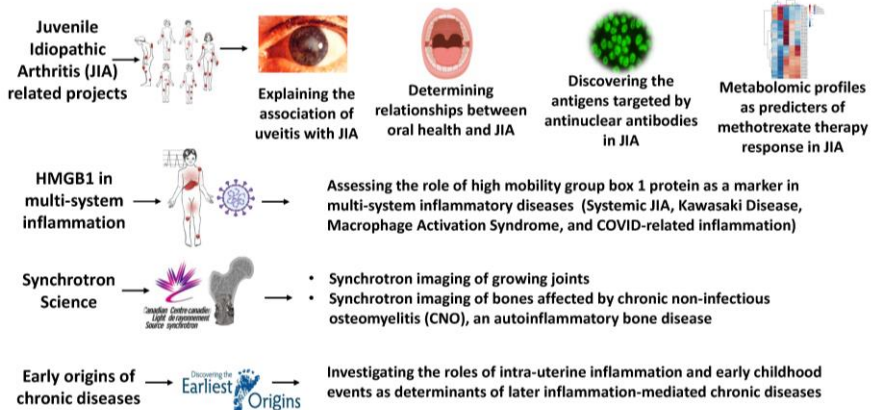 Juvenile
Idiopathic
Arthritis (JIA)
related projects
Explaining the
association of
uveitis with JIA
Determining
relationships between
oral health and JIA
Discovering the
antigens targeted by
antinuclear antibodies
in JIA
Metabolomic profiles
as predicters of
methotrexate therapy
response in JIA
HMGB1 in
multi-system
inflammation
Assessing the role of high mobility group box 1 protein as a marker in
multi-system inflammatory diseases (Systemic JIA, Kawasaki Disease,
Macrophage Activation Syndrome, and COVID-related inflammation)
Synchrotron
Science
Canadian Centre canadien
Light de rayonnement
Source synchrotron
• Synchrotron imaging of growing joints
• Synchrotron imaging of bones affected by chronic non-infectious
osteomyelitis (CNO), an autoinflammatory bone disease
Early origins of
chronic diseases
Discovering the
Earliest
Origins
Investigating the roles of intra-uterine inflammation and early childhood
events as determinants of later inflammation-mediated chronic diseases